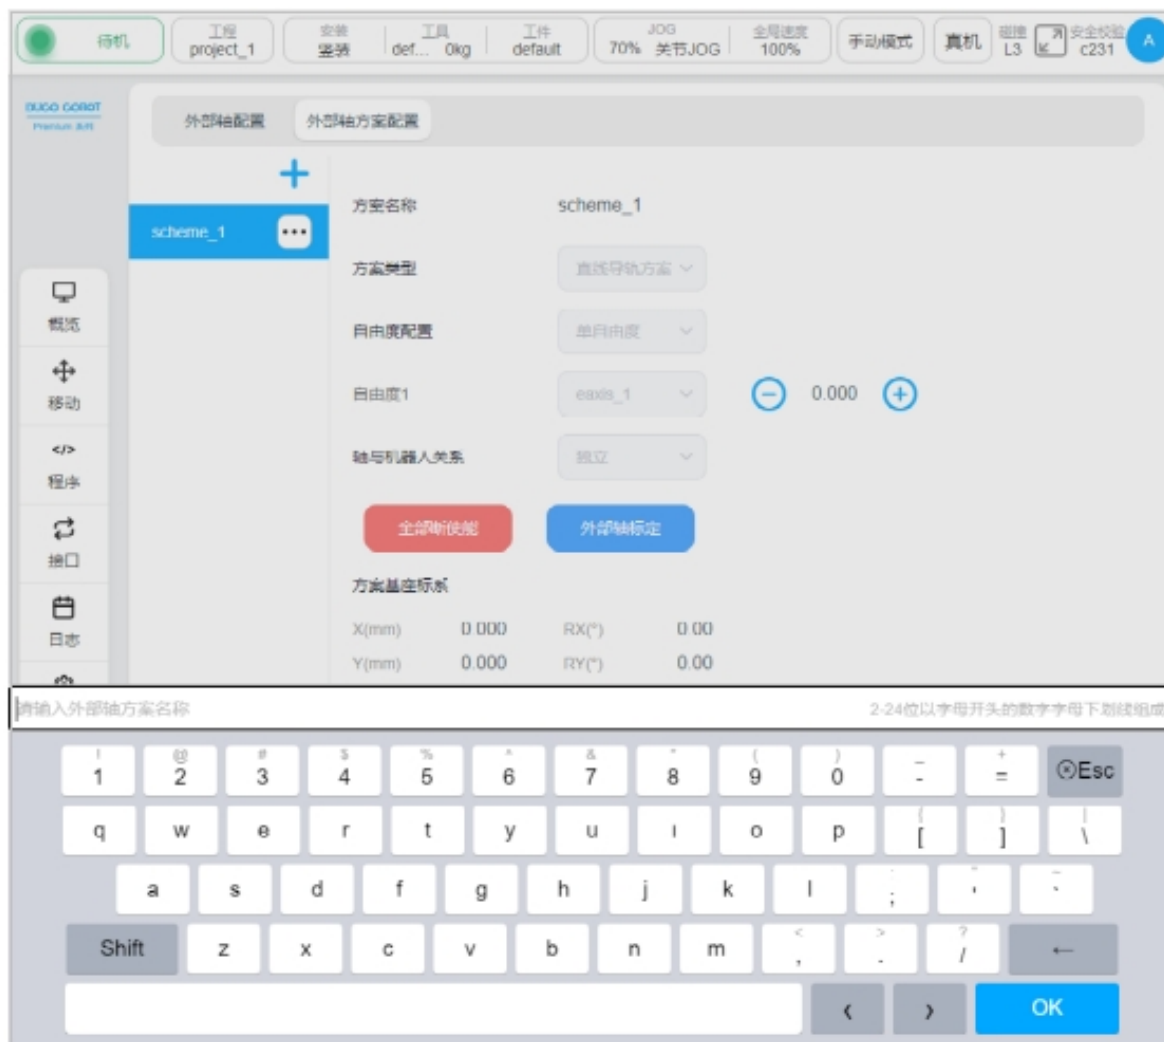 待机
工程
project_1
安装
竖装
工具
def... 0kg
工件
default
JOG
70% 关节JOG
全局速度
100%
手动模式
真机
碰撞
L3
安全校验
c231
A
DUCO COBOT
Premium 系列
外部轴配置 外部轴方案配置
+
scheme_1
...
概览
移动
</>
程序
接口
日志
方案名称 scheme_1
方案类型 直线导轨方案
自由度配置 单自由度
自由度1 eaxis_1 0.000
轴与机器人关系 独立
全部断使能 外部轴标定
方案基座标系
X(mm) 0.000 RX(°) 0.00
Y(mm) 0.000 RY(°) 0.00
请输入外部轴方案名称 2-24位以字母开头的数字字母下划线组成
! @ # $ % ^ & * ( ) _ +
1 2 3 4 5 6 7 8 9 0 - = Esc
{ } |
q w e r t y u i o p [ ] \
: " ~
a s d f g h j k l ; ' `
< > ?
Shift z x c v b n m , . / ←
‹ › OK